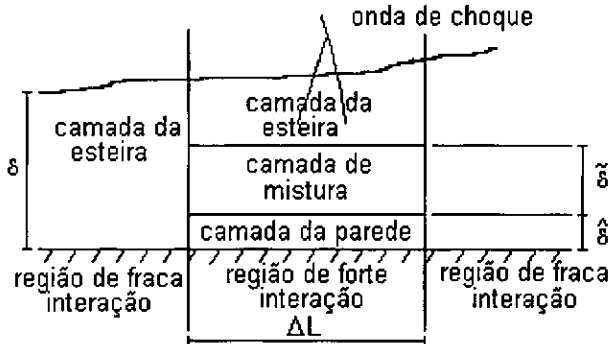 onda de choque
camada da
esteira
camada da
esteira
camada de
mistura
camada da parede
δ
δ̃
δ̂
região de fraca
interação
região de forte
interação
região de fraca
interação
ΔL